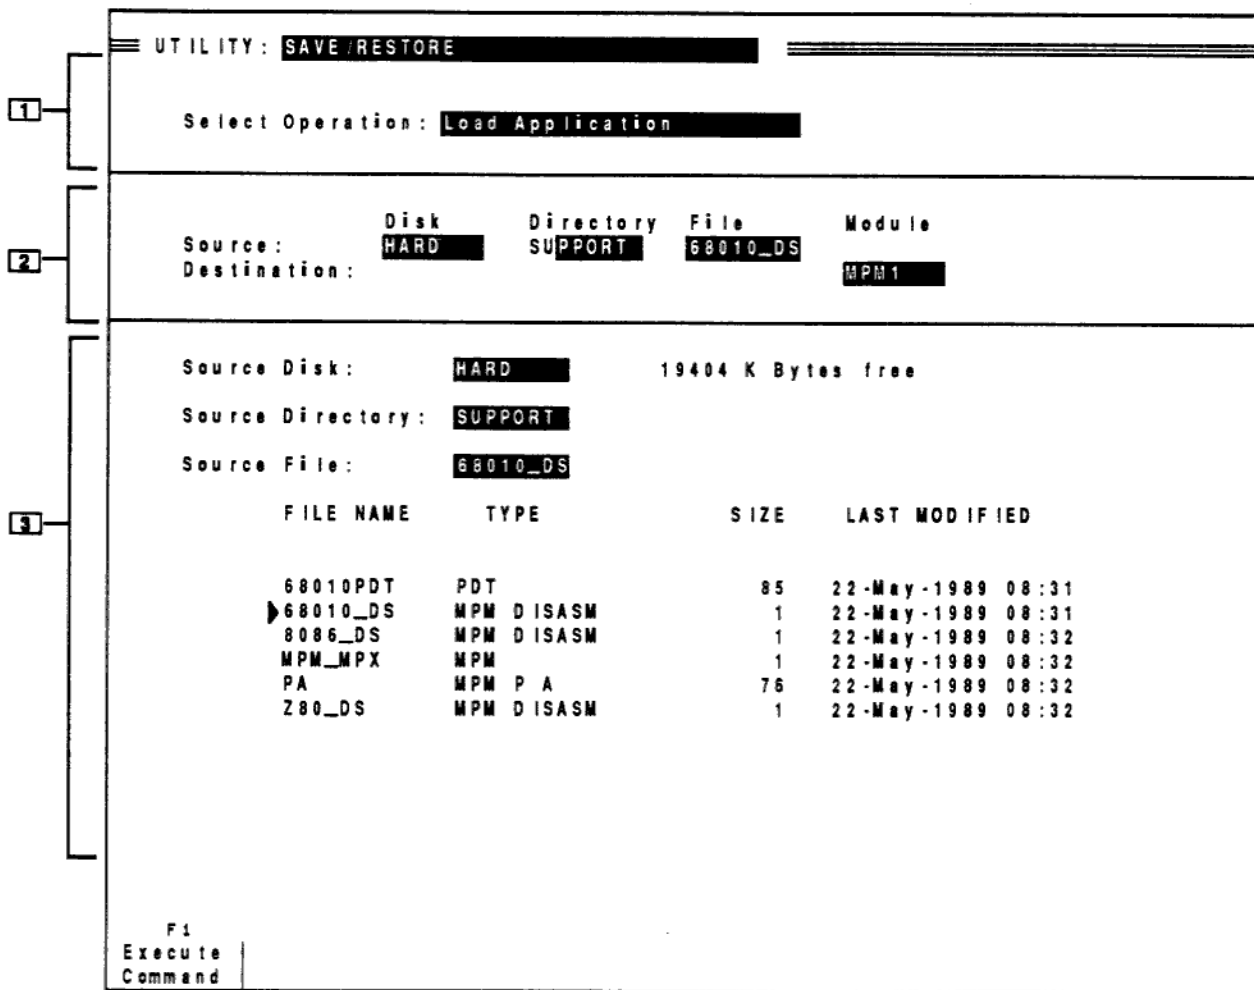 UTILITY: SAVE/RESTORE
1
Select Operation: Load Application
2
Disk Directory File Module
Source: HARD SUPPORT 68010_DS
Destination: MPM1
3
Source Disk: HARD 19404 K Bytes free
Source Directory: SUPPORT
Source File: 68010_DS
FILE NAME TYPE SIZE LAST MODIFIED
68010PDT PDT 85 22-May-1989 08:31
68010_DS MPM DISASM 1 22-May-1989 08:31
8086_DS MPM DISASM 1 22-May-1989 08:32
MPM_MPX MPM 1 22-May-1989 08:32
PA MPM P A 76 22-May-1989 08:32
Z80_DS MPM DISASM 1 22-May-1989 08:32
F1
Execute
Command